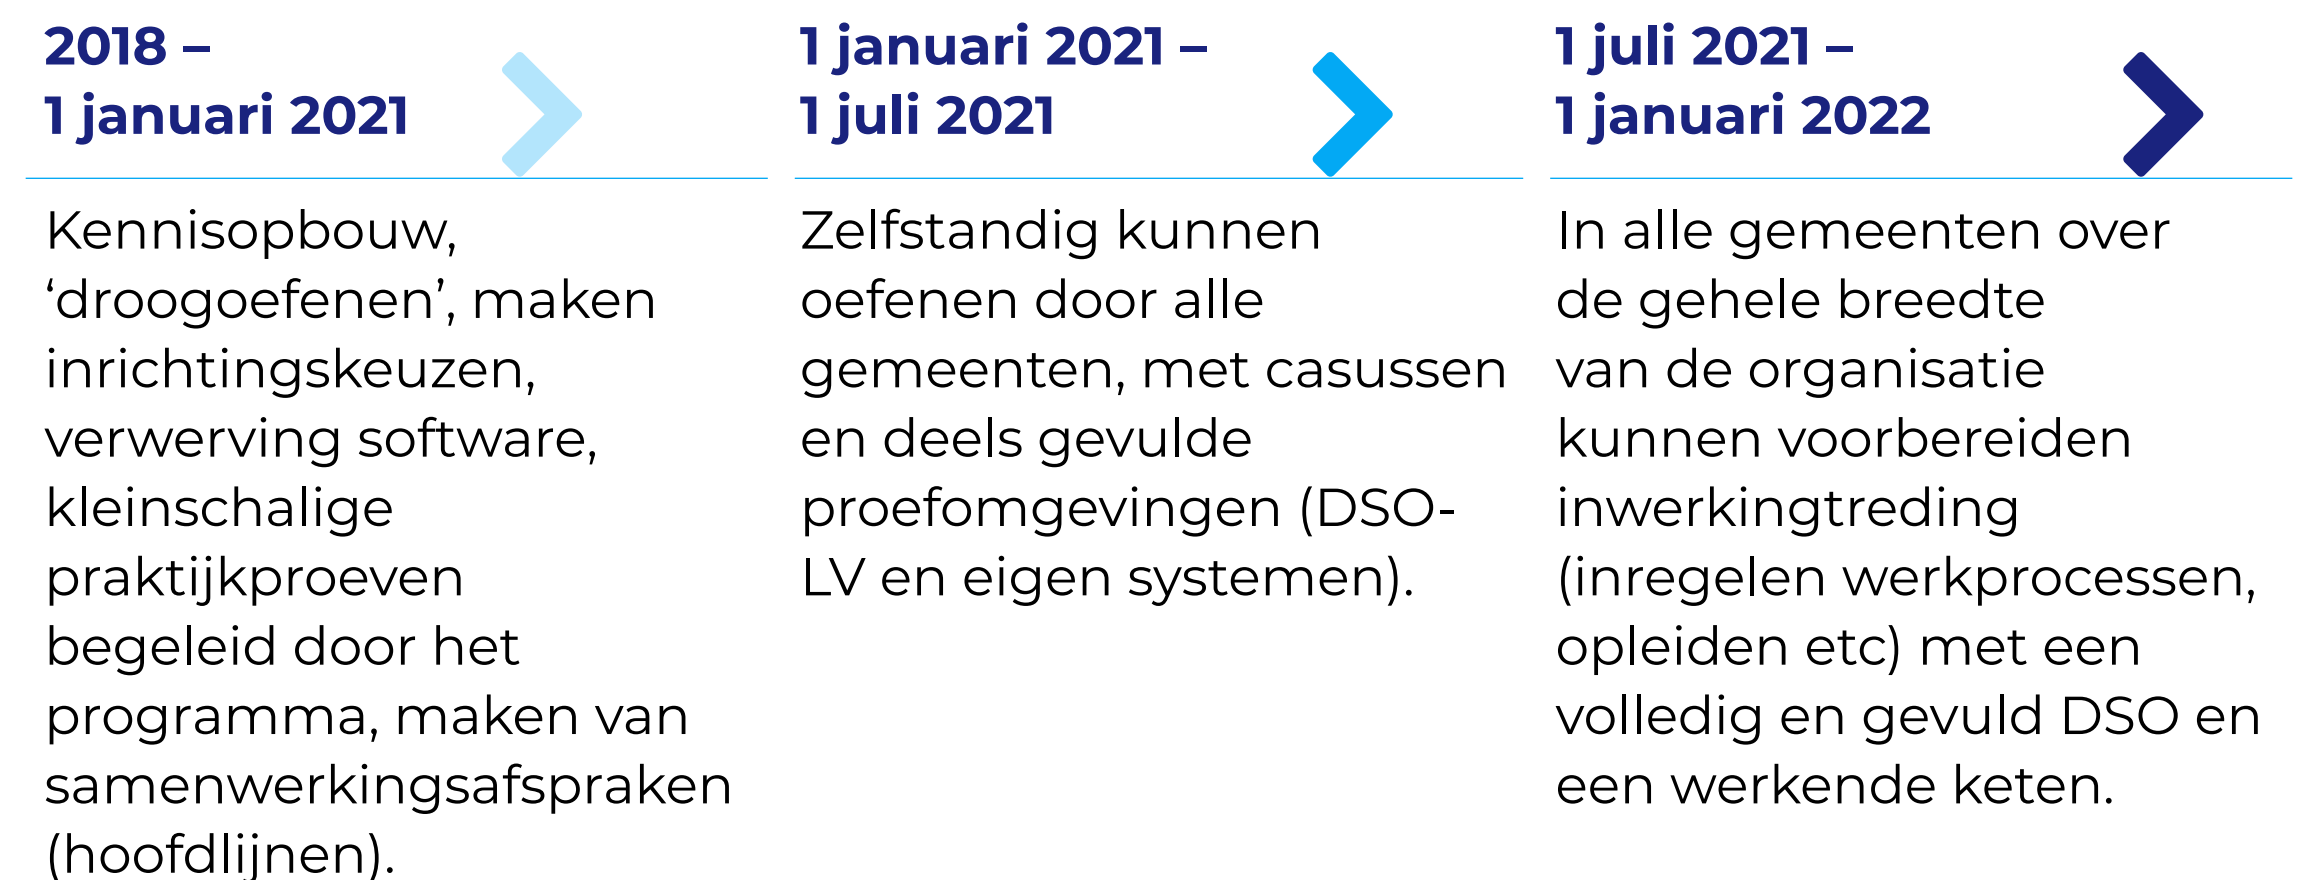 2018 –
1 januari 2021
Kennisopbouw,
‘droogoefenen’, maken
inrichtingskeuzen,
verwerving software,
kleinschalige
praktijkproeven
begeleid door het
programma, maken van
samenwerkingsafspraken
(hoofdlijnen).
1 januari 2021 –
1 juli 2021
Zelfstandig kunnen
oefenen door alle
gemeenten, met casussen
en deels gevulde
proefomgevingen (DSO-
LV en eigen systemen).
1 juli 2021 –
1 januari 2022
In alle gemeenten over
de gehele breedte
van de organisatie
kunnen voorbereiden
inwerkingtreding
(inregelen werkprocessen,
opleiden etc) met een
volledig en gevuld DSO en
een werkende keten.